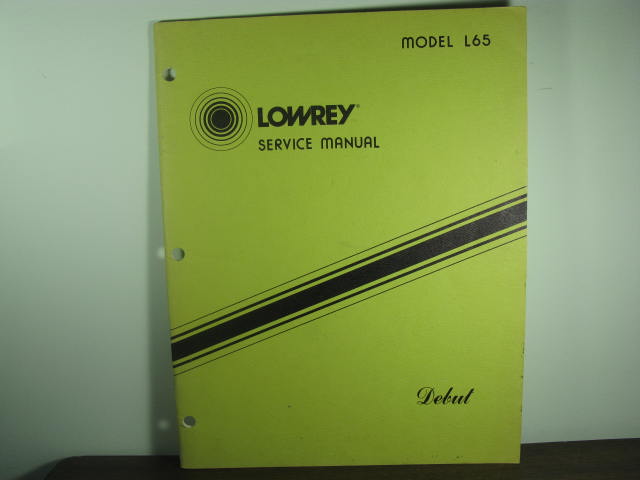 MODEL L65
LOWREY®
SERVICE MANUAL
Debut